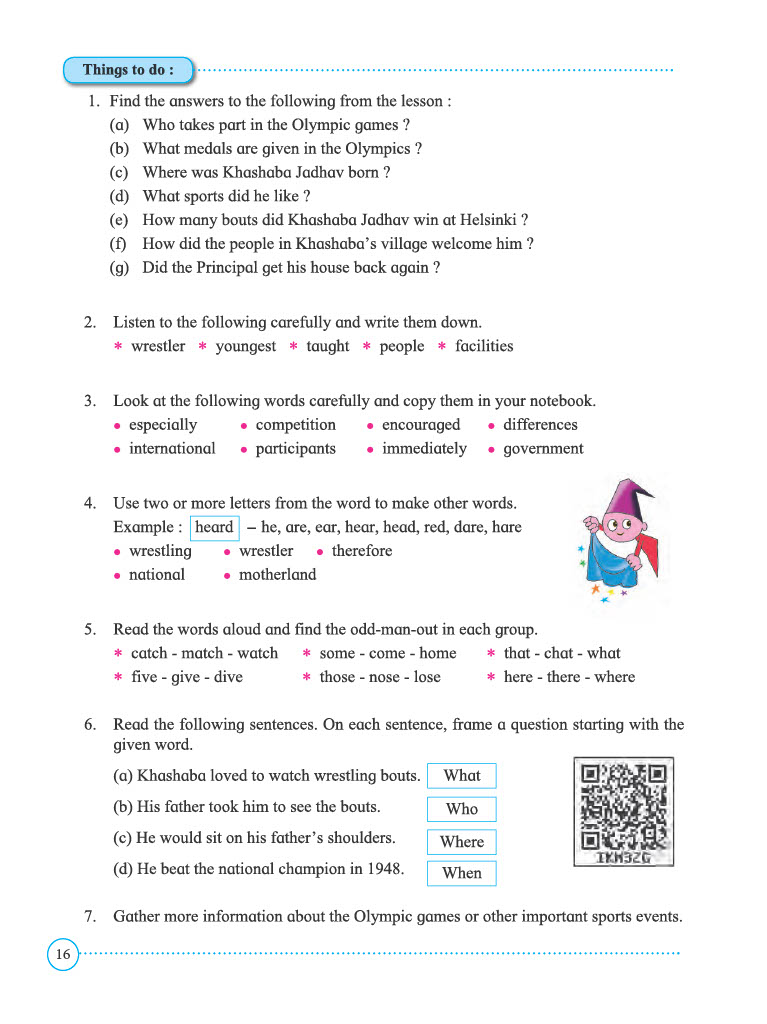 Things to do :
1. Find the answers to the following from the lesson :
(a) Who takes part in the Olympic games ?
(b) What medals are given in the Olympics ?
(c) Where was Khashaba Jadhav born ?
(d) What sports did he like ?
(e) How many bouts did Khashaba Jadhav win at Helsinki ?
(f) How did the people in Khashaba's village welcome him ?
(g) Did the Principal get his house back again ?
2. Listen to the following carefully and write them down.
* wrestler * youngest * taught * people * facilities
3. Look at the following words carefully and copy them in your notebook.
• especially • competition • encouraged • differences
• international • participants • immediately • government
4. Use two or more letters from the word to make other words.
Example : heard – he, are, ear, hear, head, red, dare, hare
• wrestling • wrestler • therefore
• national • motherland
5. Read the words aloud and find the odd-man-out in each group.
* catch - match - watch * some - come - home * that - chat - what
* five - give - dive * those - nose - lose * here - there - where
6. Read the following sentences. On each sentence, frame a question starting with the
given word.
(a) Khashaba loved to watch wrestling bouts. What
(b) His father took him to see the bouts. Who
(c) He would sit on his father's shoulders. Where
(d) He beat the national champion in 1948. When
IKM3ZG
7. Gather more information about the Olympic games or other important sports events.
16